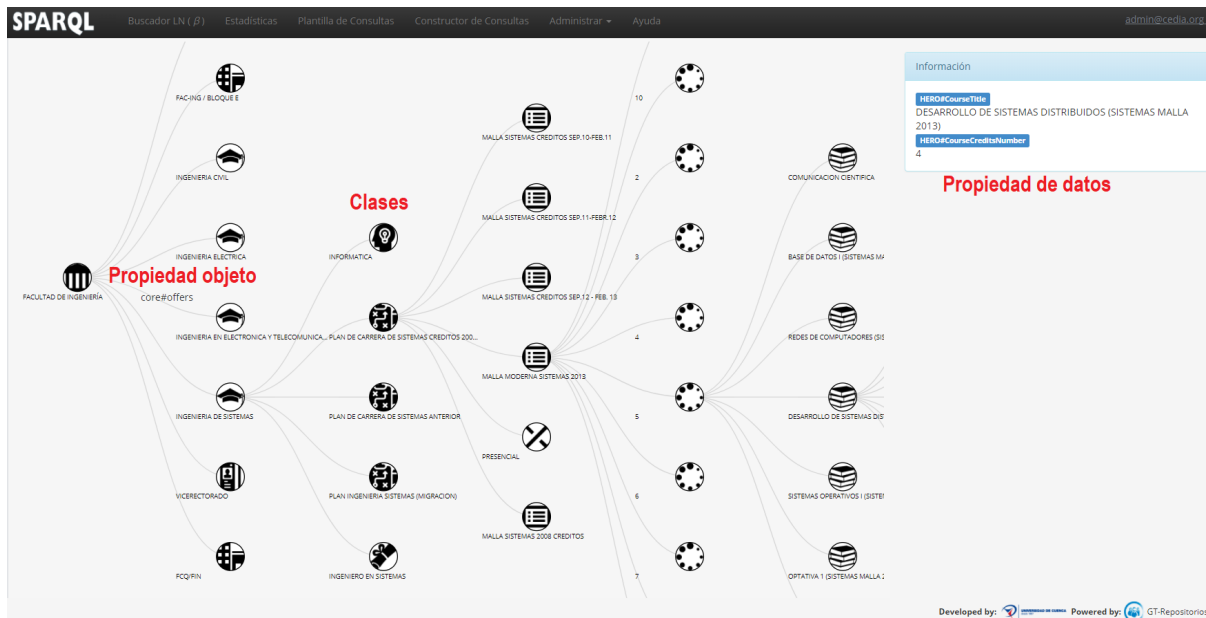 SPARQL
Buscador LN ( β ) Estadísticas Plantilla de Consultas Constructor de Consultas Administrar Ayuda admin@cedia.org.
FAC-ING / BLOQUE E
INGENIERIA CIVIL
INGENIERIA ELECTRICA
FACULTAD DE INGENIERÍA
Propiedad objeto
core#offers
INGENIERIA EN ELECTRONICA Y TELECOMUNICA...
INGENIERIA DE SISTEMAS
VICERECTORADO
FCQ/FIN
Clases
INFORMATICA
PLAN DE CARRERA DE SISTEMAS CREDITOS 200...
PLAN DE CARRERA DE SISTEMAS ANTERIOR
PLAN INGENIERIA SISTEMAS (MIGRACION)
INGENIERO EN SISTEMAS
MALLA SISTEMAS CREDITOS SEP.10-FEB.11
MALLA SISTEMAS CREDITOS SEP.11-FEBR.12
MALLA SISTEMAS CREDITOS SEP.12 - FEB. 13
MALLA MODERNA SISTEMAS 2013
PRESENCIAL
MALLA SISTEMAS 2008 CREDITOS
10
2
3
4
5
6
7
COMUNICACION CIENTIFICA
BASE DE DATOS I (SISTEMAS MA
REDES DE COMPUTADORES (SIS
DESARROLLO DE SISTEMAS DIS
SISTEMAS OPERATIVOS I (SISTE
OPTATIVA 1 (SISTEMAS MALLA 2
Información
HERO#CourseTitle
DESARROLLO DE SISTEMAS DISTRIBUIDOS (SISTEMAS MALLA
2013)
HERO#CourseCreditsNumber
4
Propiedad de datos
Developed by: UNIVERSIDAD DE CUENCA Powered by: GT-Repositorios